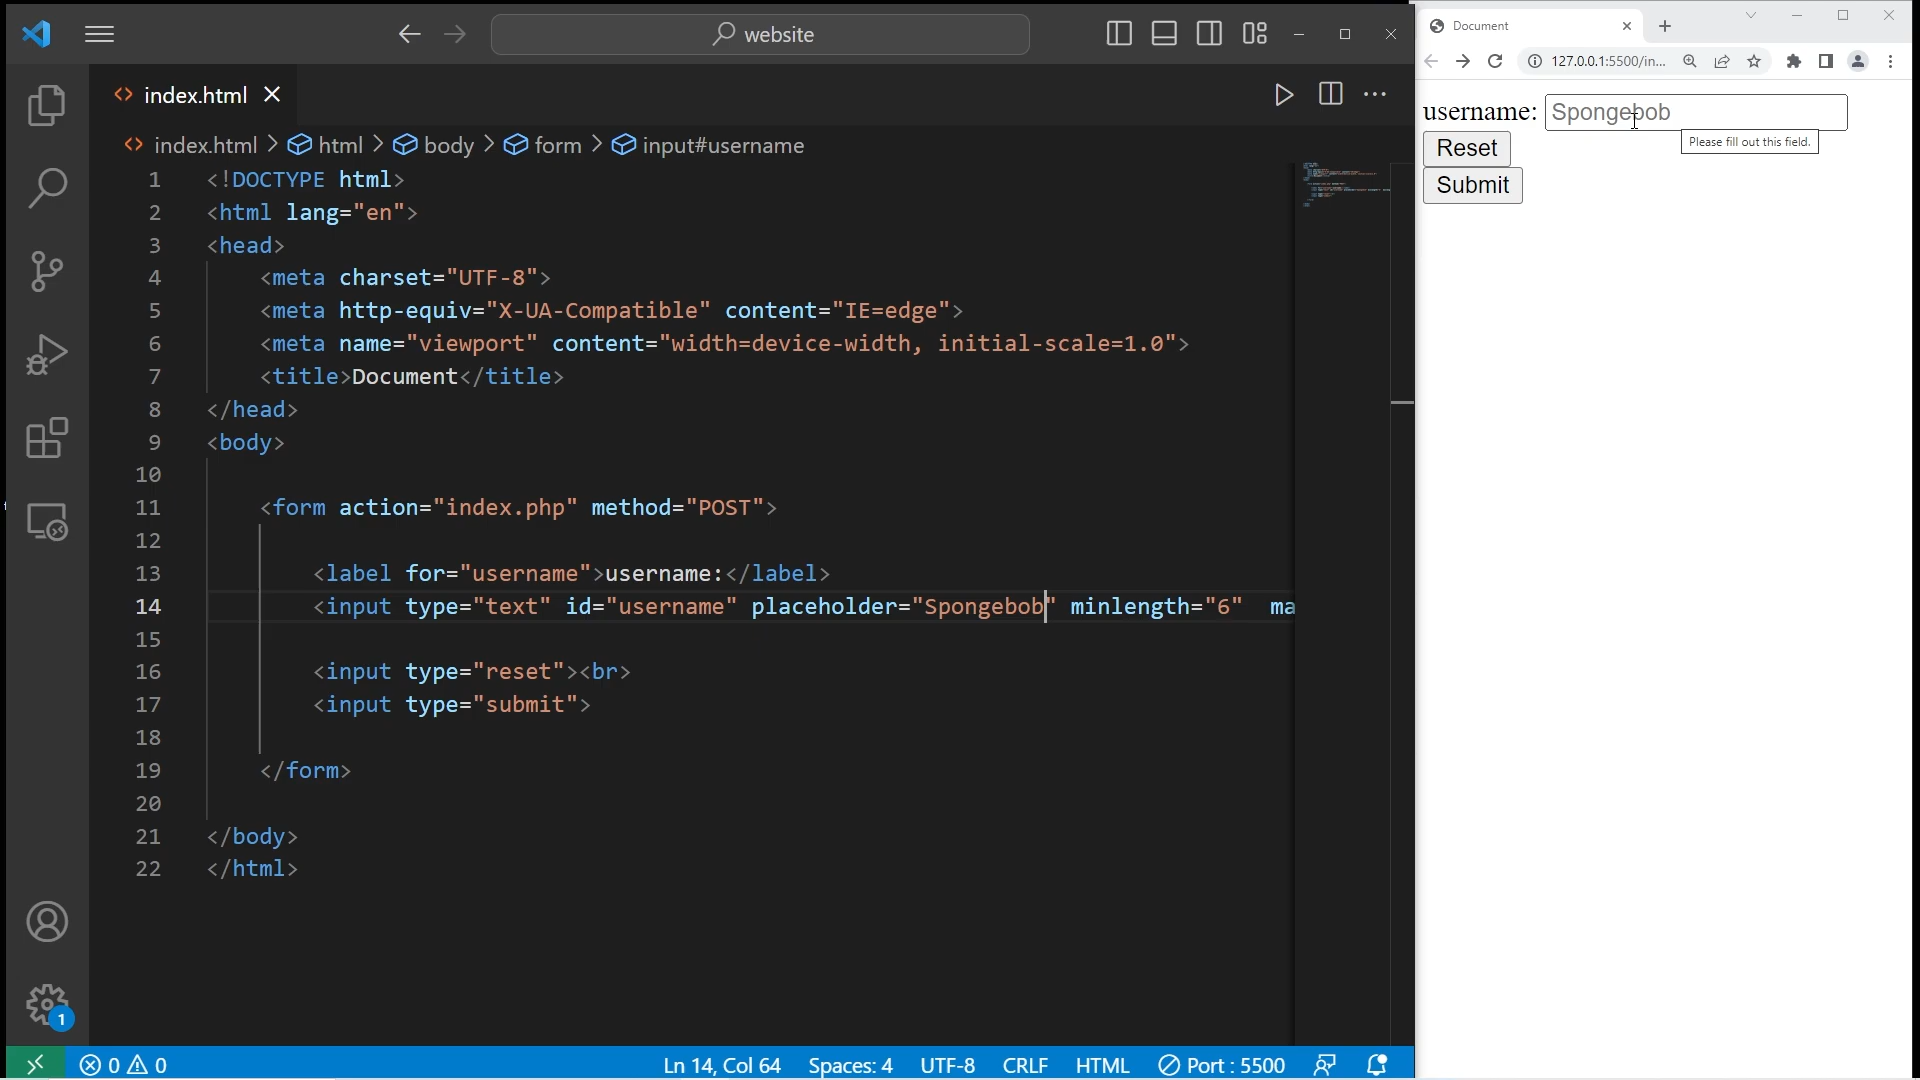 website
index.html
index.html > html > body > form > input#username
1 <!DOCTYPE html>
2 <html lang="en">
3 <head>
4 <meta charset="UTF-8">
5 <meta http-equiv="X-UA-Compatible" content="IE=edge">
6 <meta name="viewport" content="width=device-width, initial-scale=1.0">
7 <title>Document</title>
8 </head>
9 <body>
10
11 <form action="index.php" method="POST">
12
13 <label for="username">username:</label>
14 <input type="text" id="username" placeholder="Spongebob" minlength="6"  ma
15
16 <input type="reset"><br>
17 <input type="submit">
18
19 </form>
20
21 </body>
22 </html>
1
0 0 Ln 14, Col 64 Spaces: 4 UTF-8 CRLF HTML Port : 5500
Document
127.0.0.1:5500/in...
username: Spongebob
Please fill out this field.
Reset
Submit